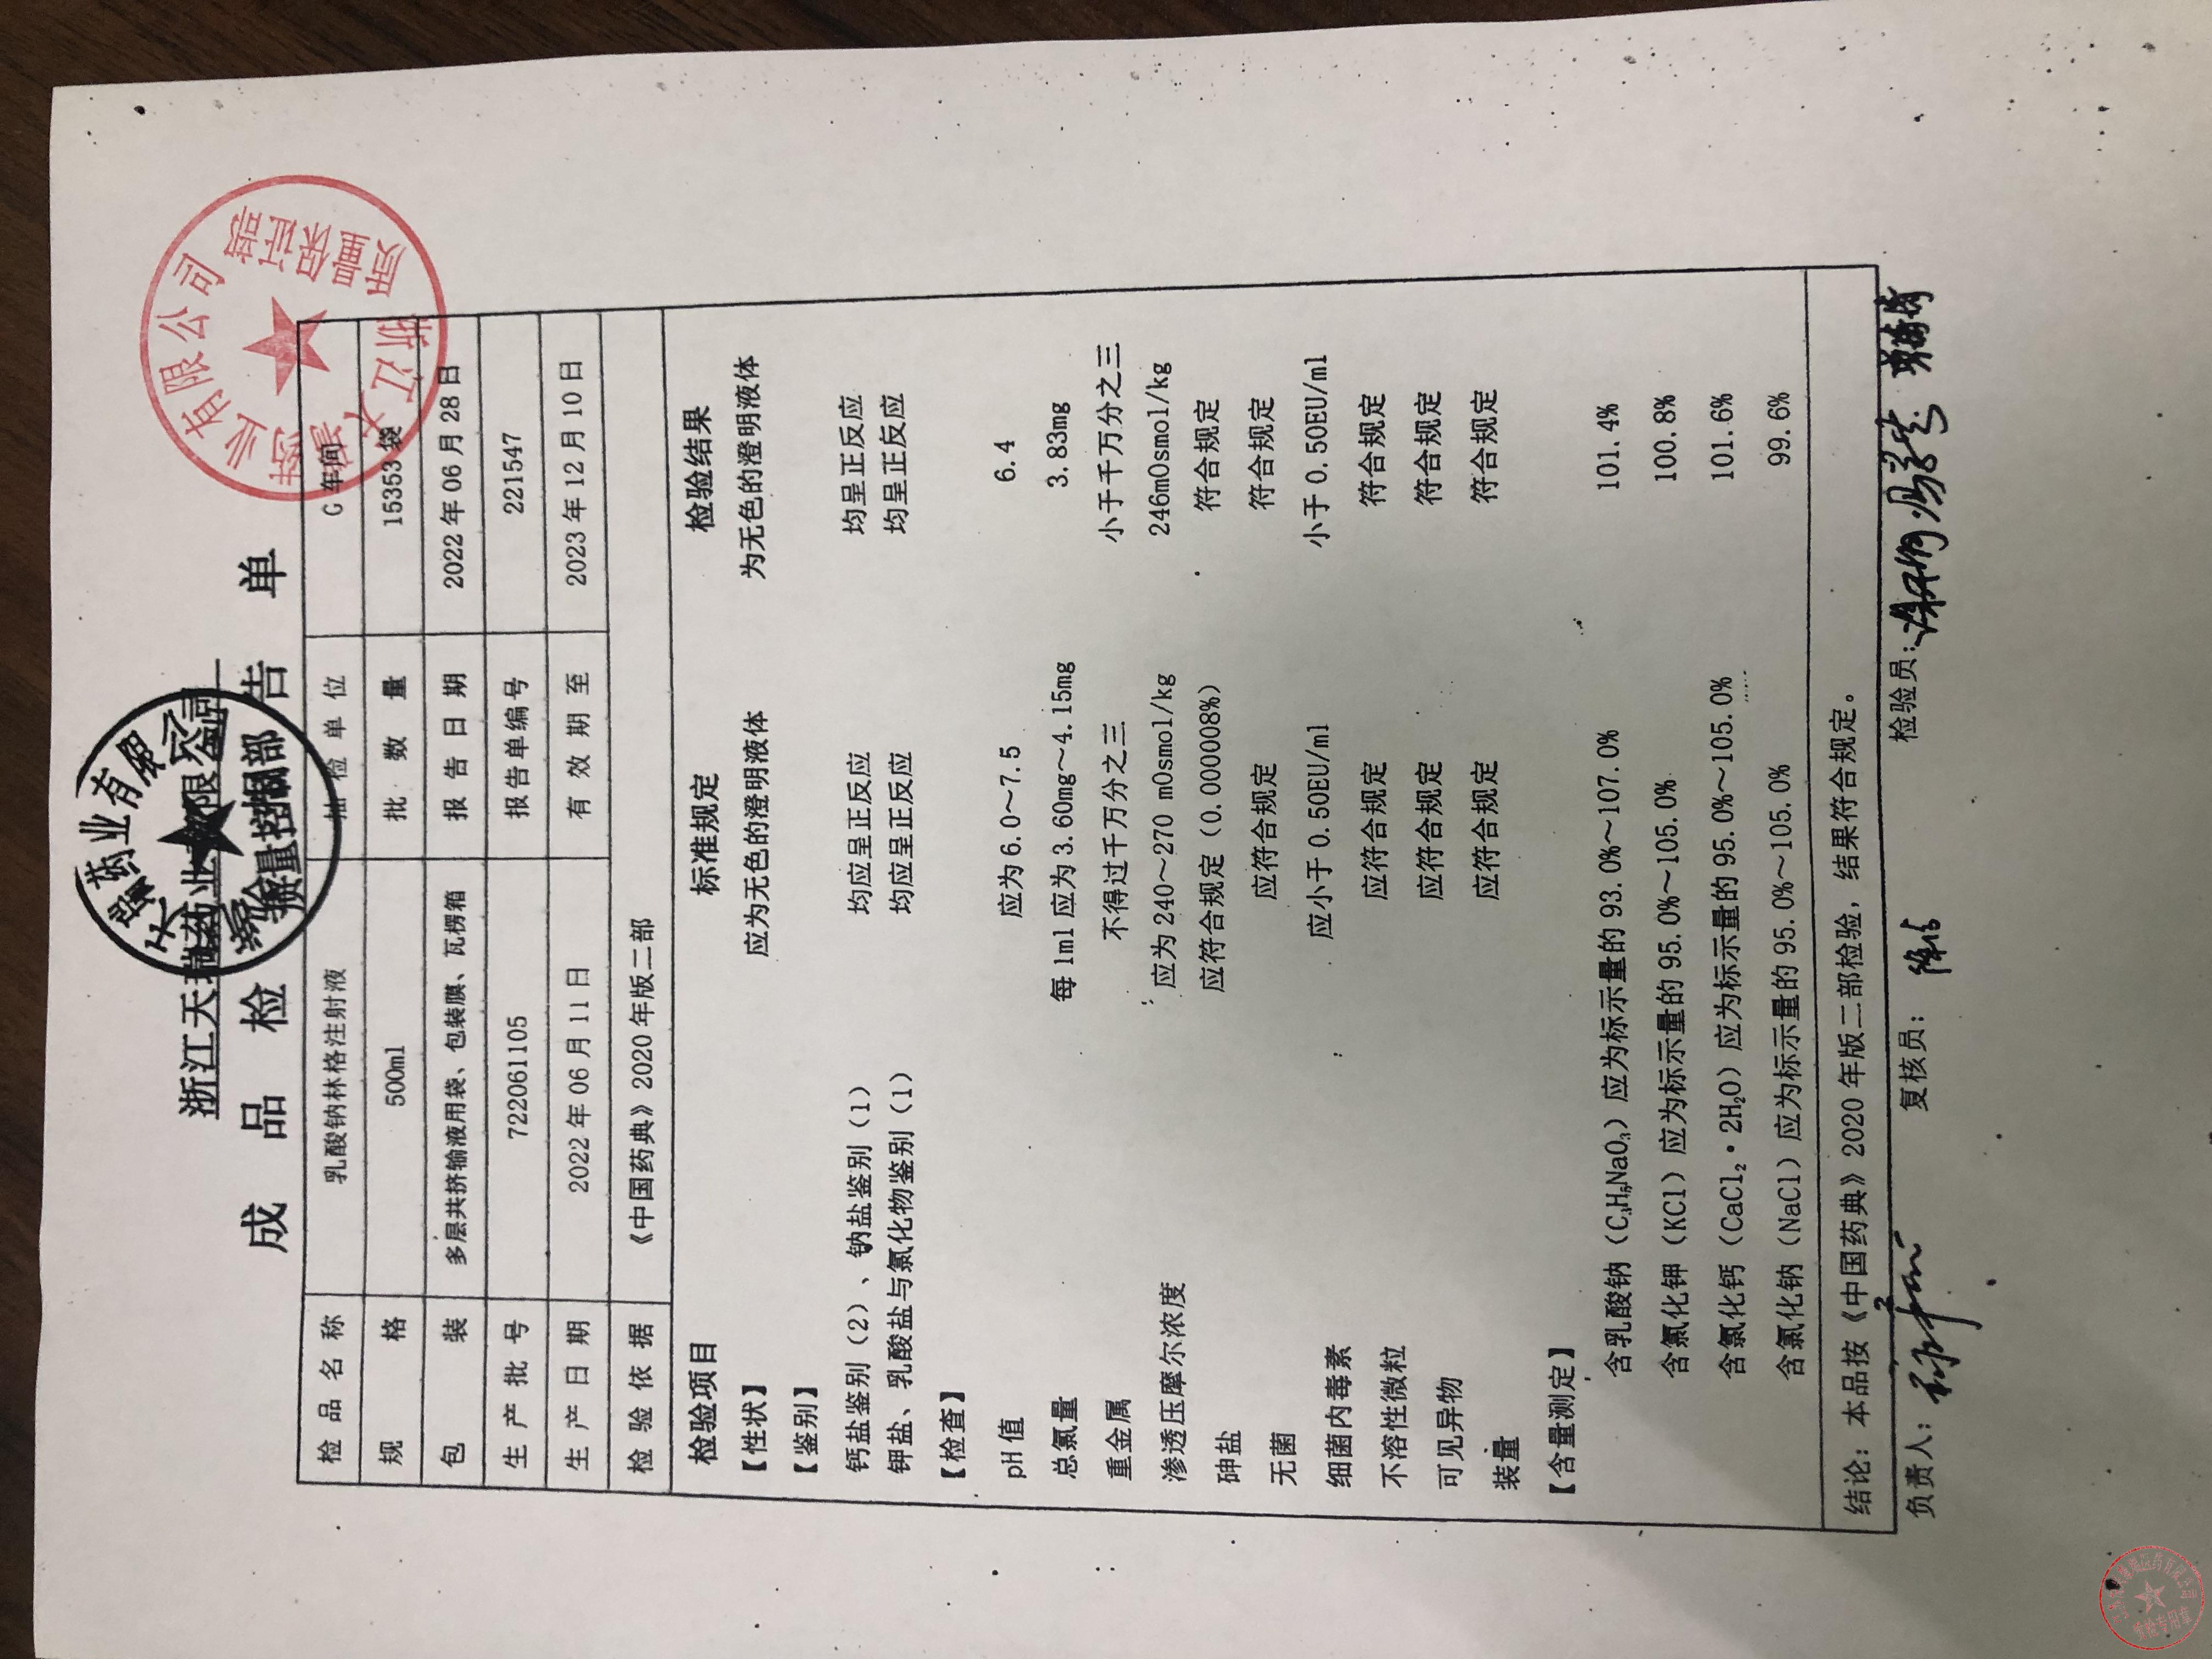 浙江天瑞药业有限公司
成品检验报告单
检品名称 乳酸钠林格注射液 抽检单位 G车间
规格 500ml 批数量 15353袋
包装 多层共挤输液用袋、包装膜、瓦楞箱 报告日期 2022年06月28日
生产批号 722061105 报告单编号 221547
生产日期 2022年06月11日 有效期至 2023年12月10日
检验依据 《中国药典》2020年版二部
检验项目 标准规定 检验结果
【性状】 应为无色的澄明液体 为无色的澄明液体
【鉴别】
钙盐鉴别(2)、钠盐鉴别(1) 均应呈正反应 均呈正反应
钾盐、乳酸盐与氯化物鉴别(1) 均应呈正反应 均呈正反应
【检查】
pH值 应为6.0~7.5 6.4
总氯量 每1ml应为3.60mg~4.15mg 3.83mg
重金属 不得过千万分之三 小于千万分之三
渗透压摩尔浓度 应为240~270 mOsmol/kg 246mOsmol/kg
砷盐 应符合规定(0.000008%) 符合规定
无菌 应符合规定 符合规定
细菌内毒素 应小于0.50EU/ml 小于0.50EU/ml
不溶性微粒 应符合规定 符合规定
可见异物 应符合规定 符合规定
装量 应符合规定 符合规定
【含量测定】
含乳酸钠(C₃H₅NaO₃)应为标示量的93.0%~107.0% 101.4%
含氯化钾(KCl)应为标示量的95.0%~105.0% 100.8%
含氯化钙(CaCl₂·2H₂O)应为标示量的95.0%~105.0% 101.6%
含氯化钠(NaCl)应为标示量的95.0%~105.0% 99.6%
结论:本品按《中国药典》2020年版二部检验,结果符合规定。
负责人: 复核员: 检验员:
浙江天瑞药业有限公司
质量保证部
质量控制部